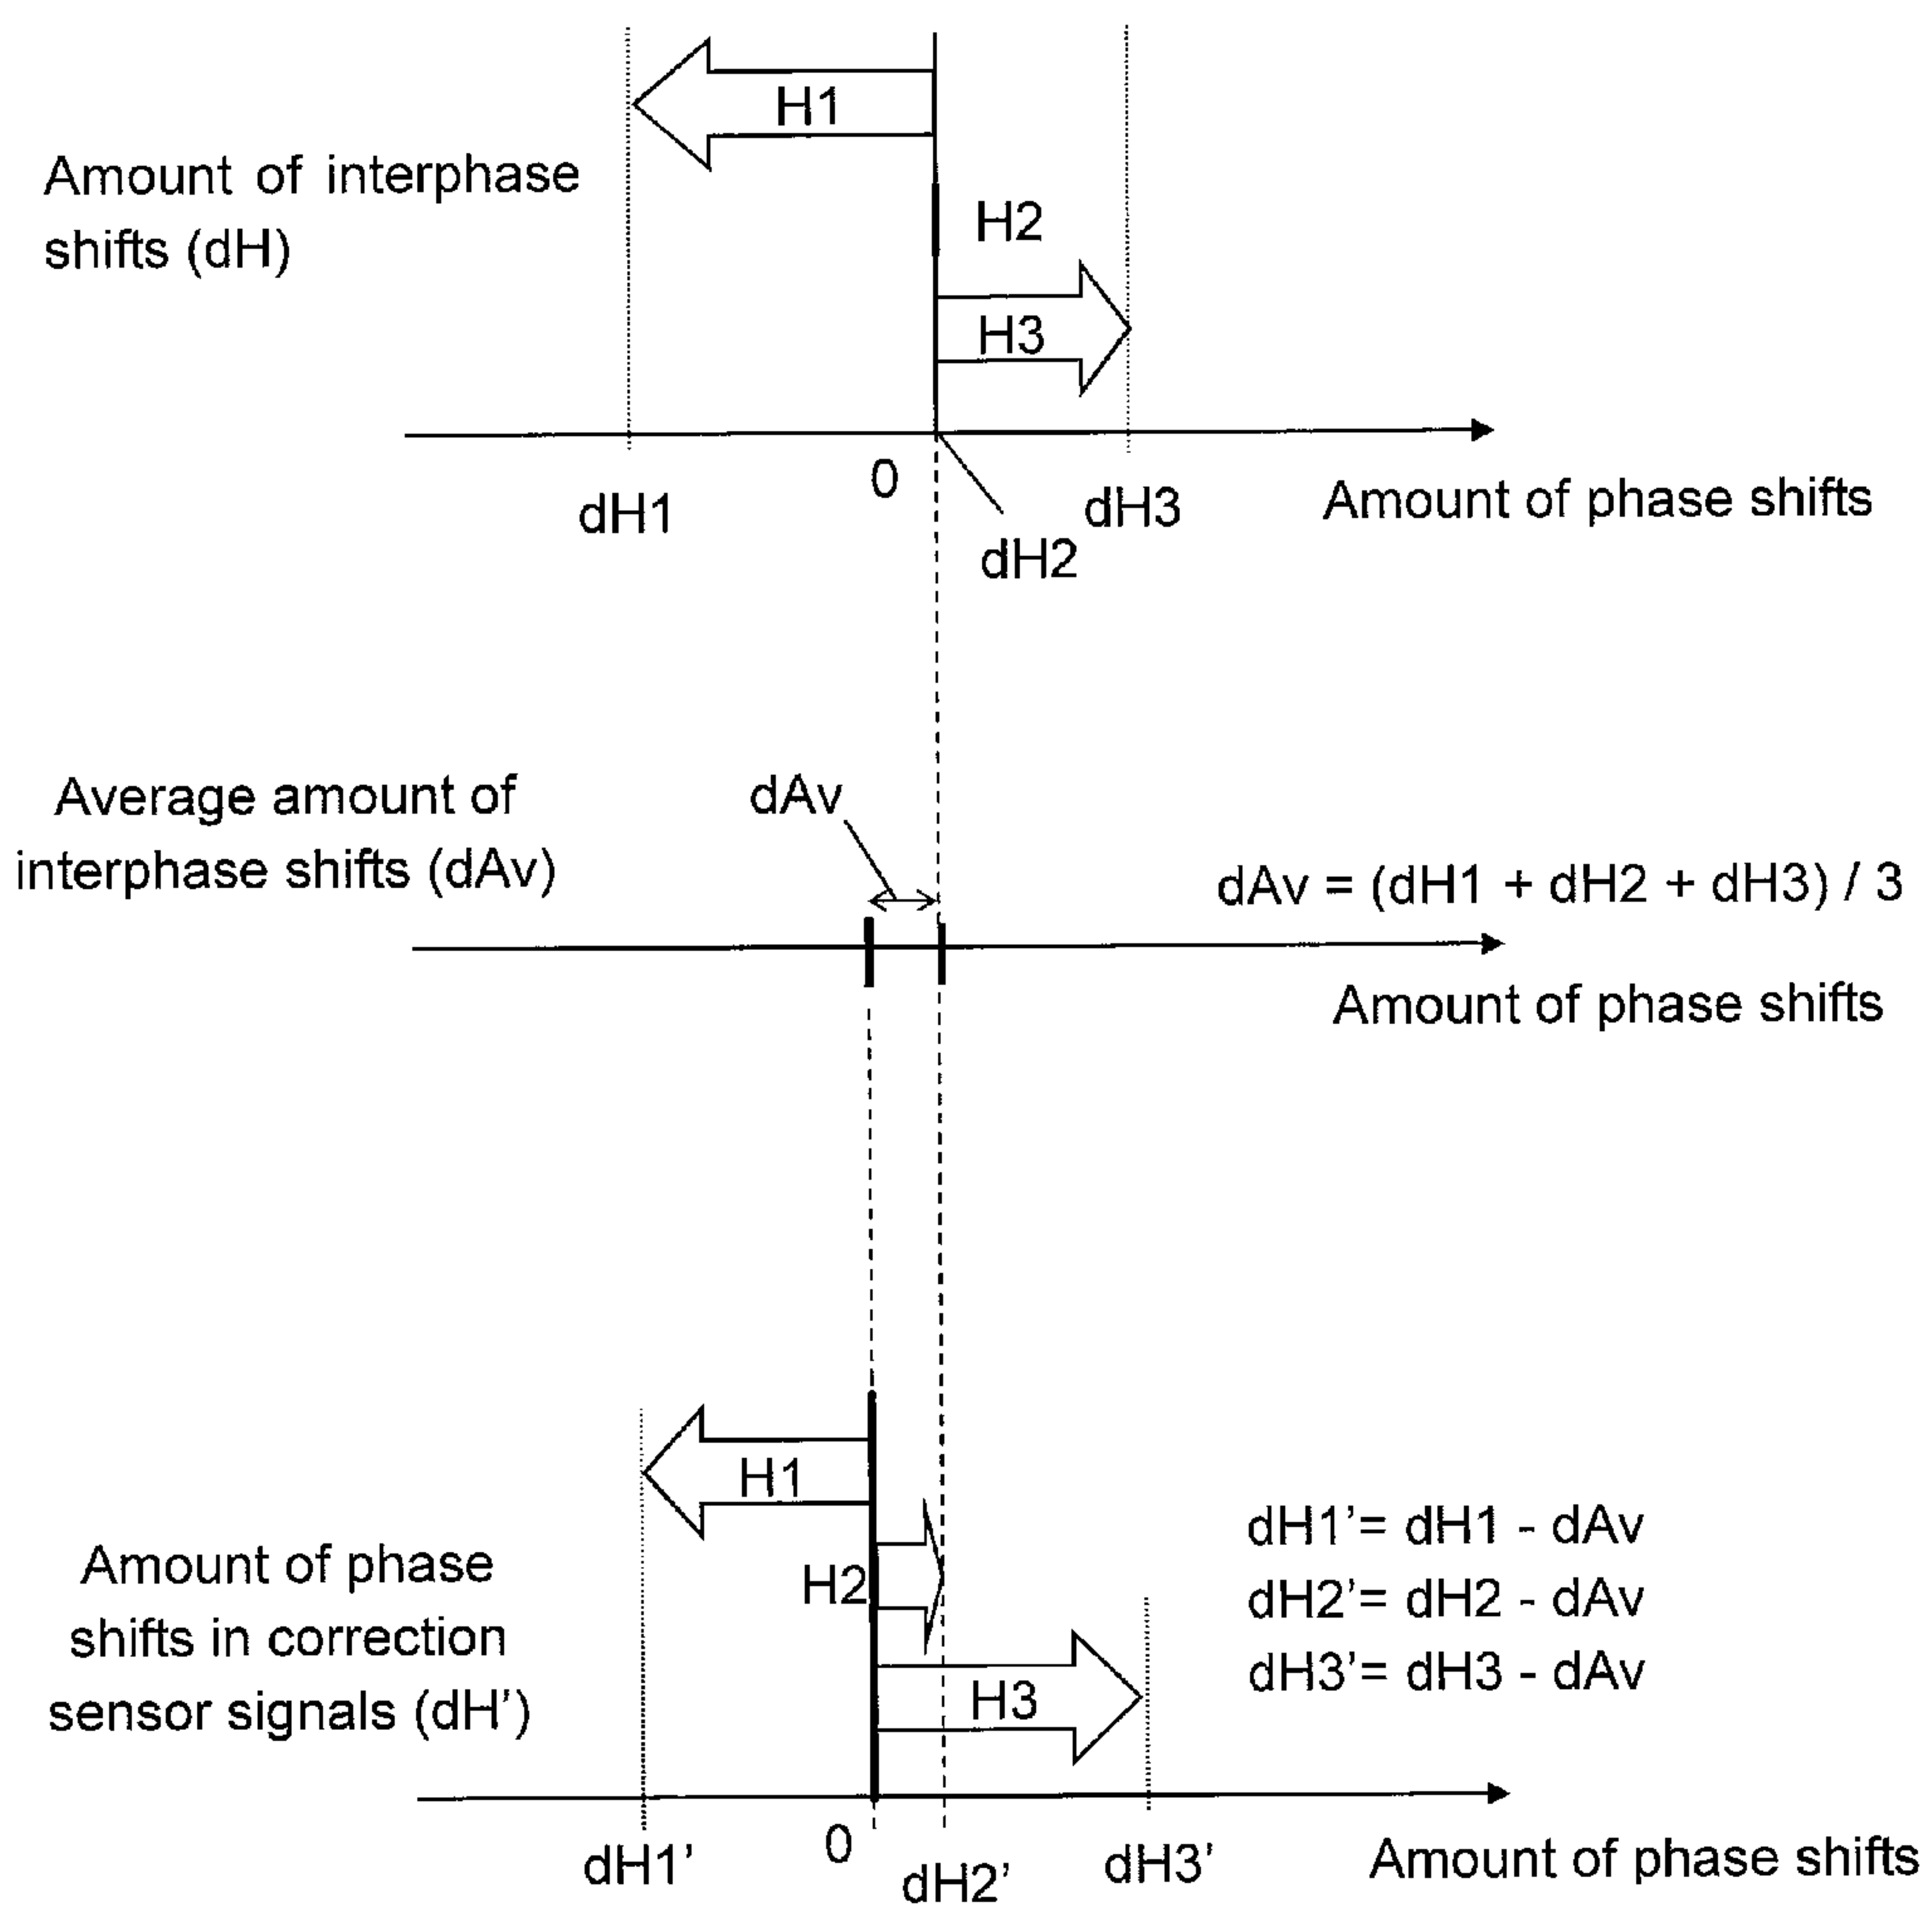 H1
Amount of interphase
shifts (dH)
H2
H3
0
dH1
dH3
Amount of phase shifts
dH2
Average amount of
interphase shifts (dAv)
dAv
dAv = (dH1 + dH2 + dH3) / 3
Amount of phase shifts
H1
H2
H3
Amount of phase
shifts in correction
sensor signals (dH')
dH1'= dH1 - dAv
dH2'= dH2 - dAv
dH3'= dH3 - dAv
0
dH1'
dH2'
dH3'
Amount of phase shifts